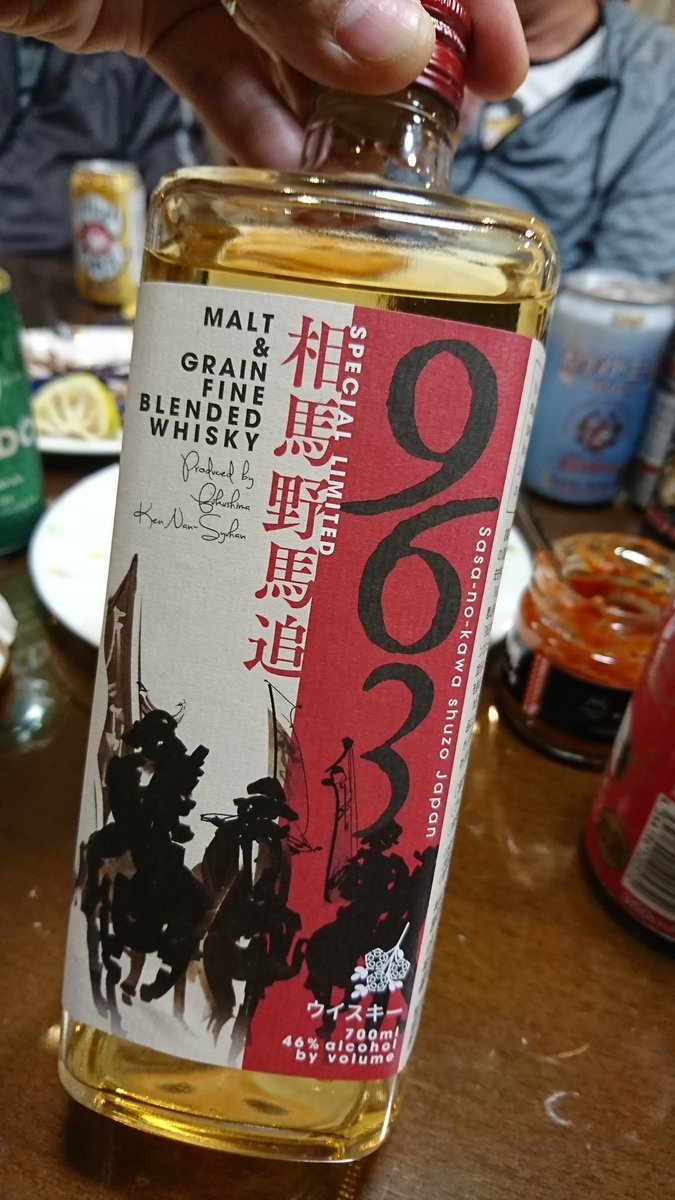 MALT
&
GRAIN
FINE
BLENDED
WHISKY
Produced by
Fukushima
Ken Nan-Syuhan
相馬野馬追
SPECIAL LIMITED
963
Sasa-no-kawa shuzo Japan
ウイスキー
700ml
46% alcohol
by volume